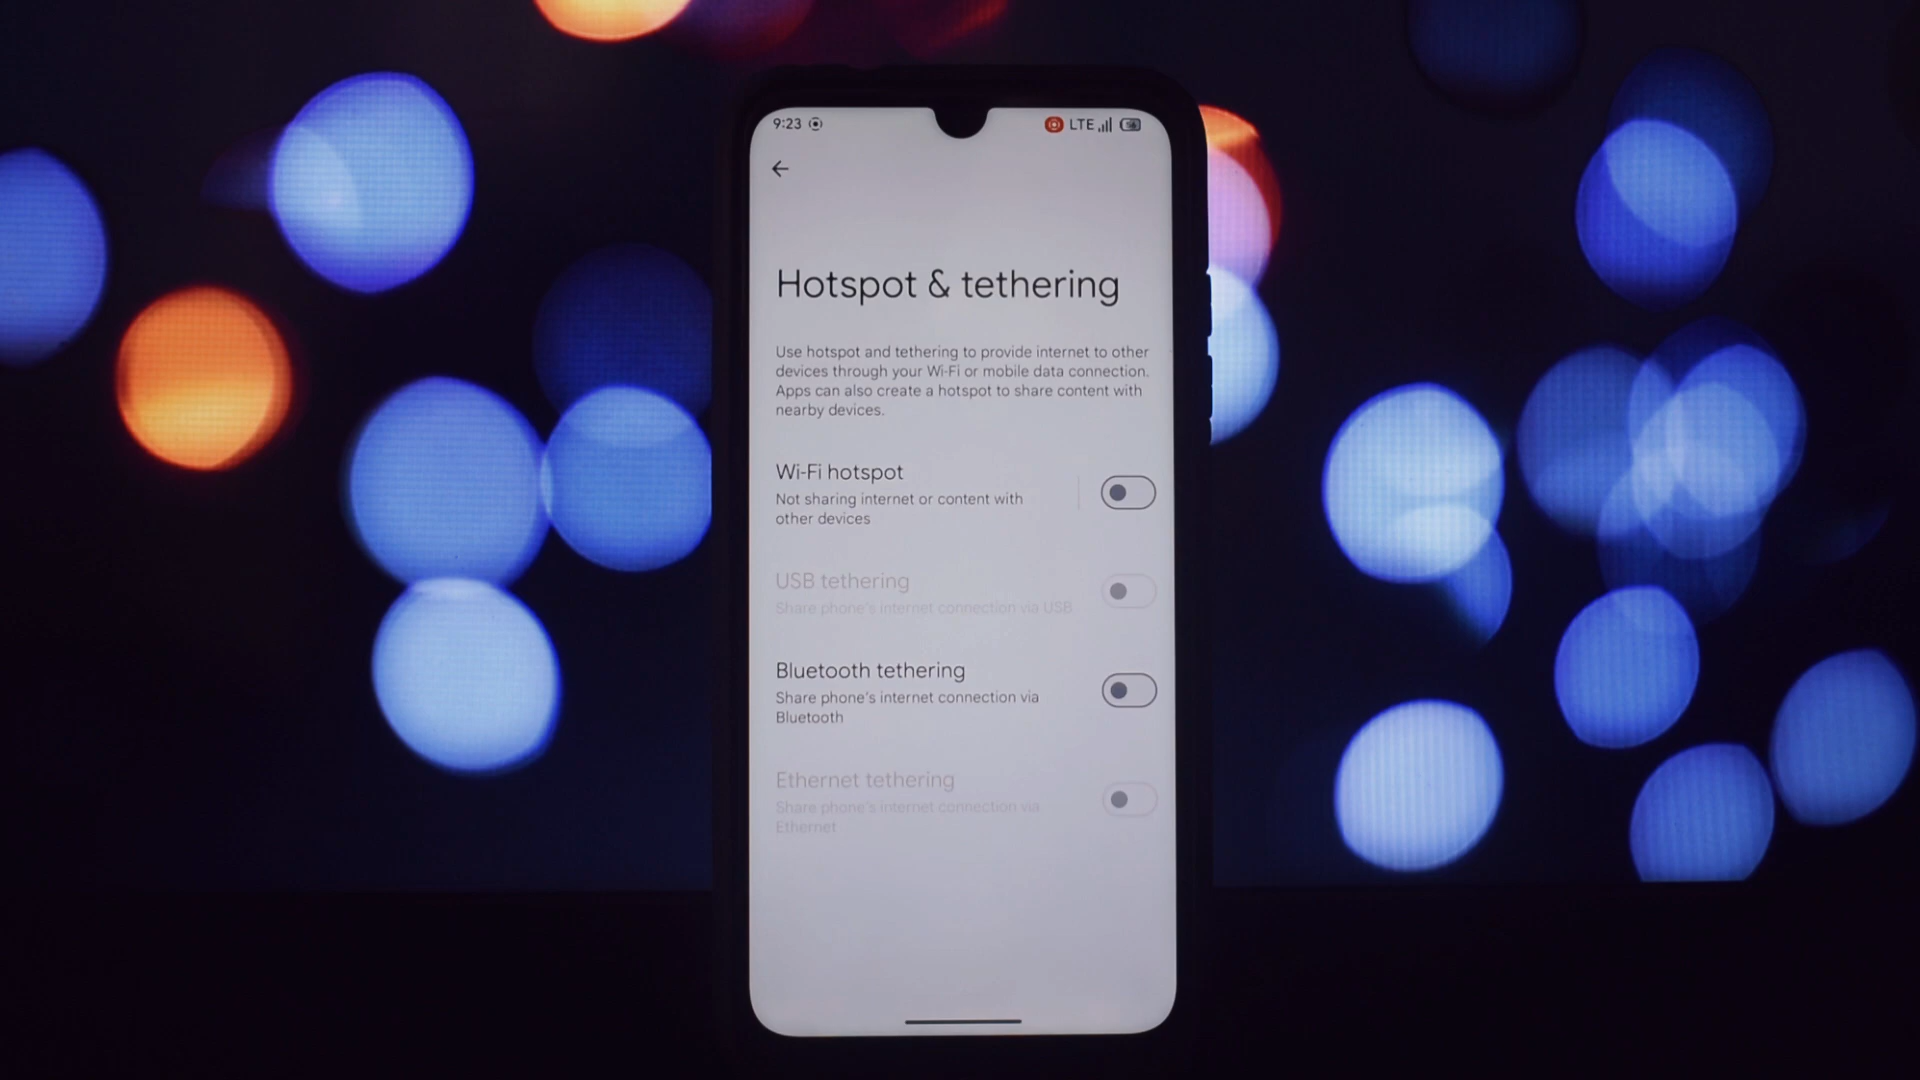 9:23 LTE
Hotspot & tethering
Use hotspot and tethering to provide internet to other
devices through your Wi-Fi or mobile data connection.
Apps can also create a hotspot to share content with
nearby devices.
Wi-Fi hotspot
Not sharing internet or content with
other devices
USB tethering
Share phone's internet connection via USB
Bluetooth tethering
Share phone's internet connection via
Bluetooth
Ethernet tethering
Share phone's internet connection via
Ethernet